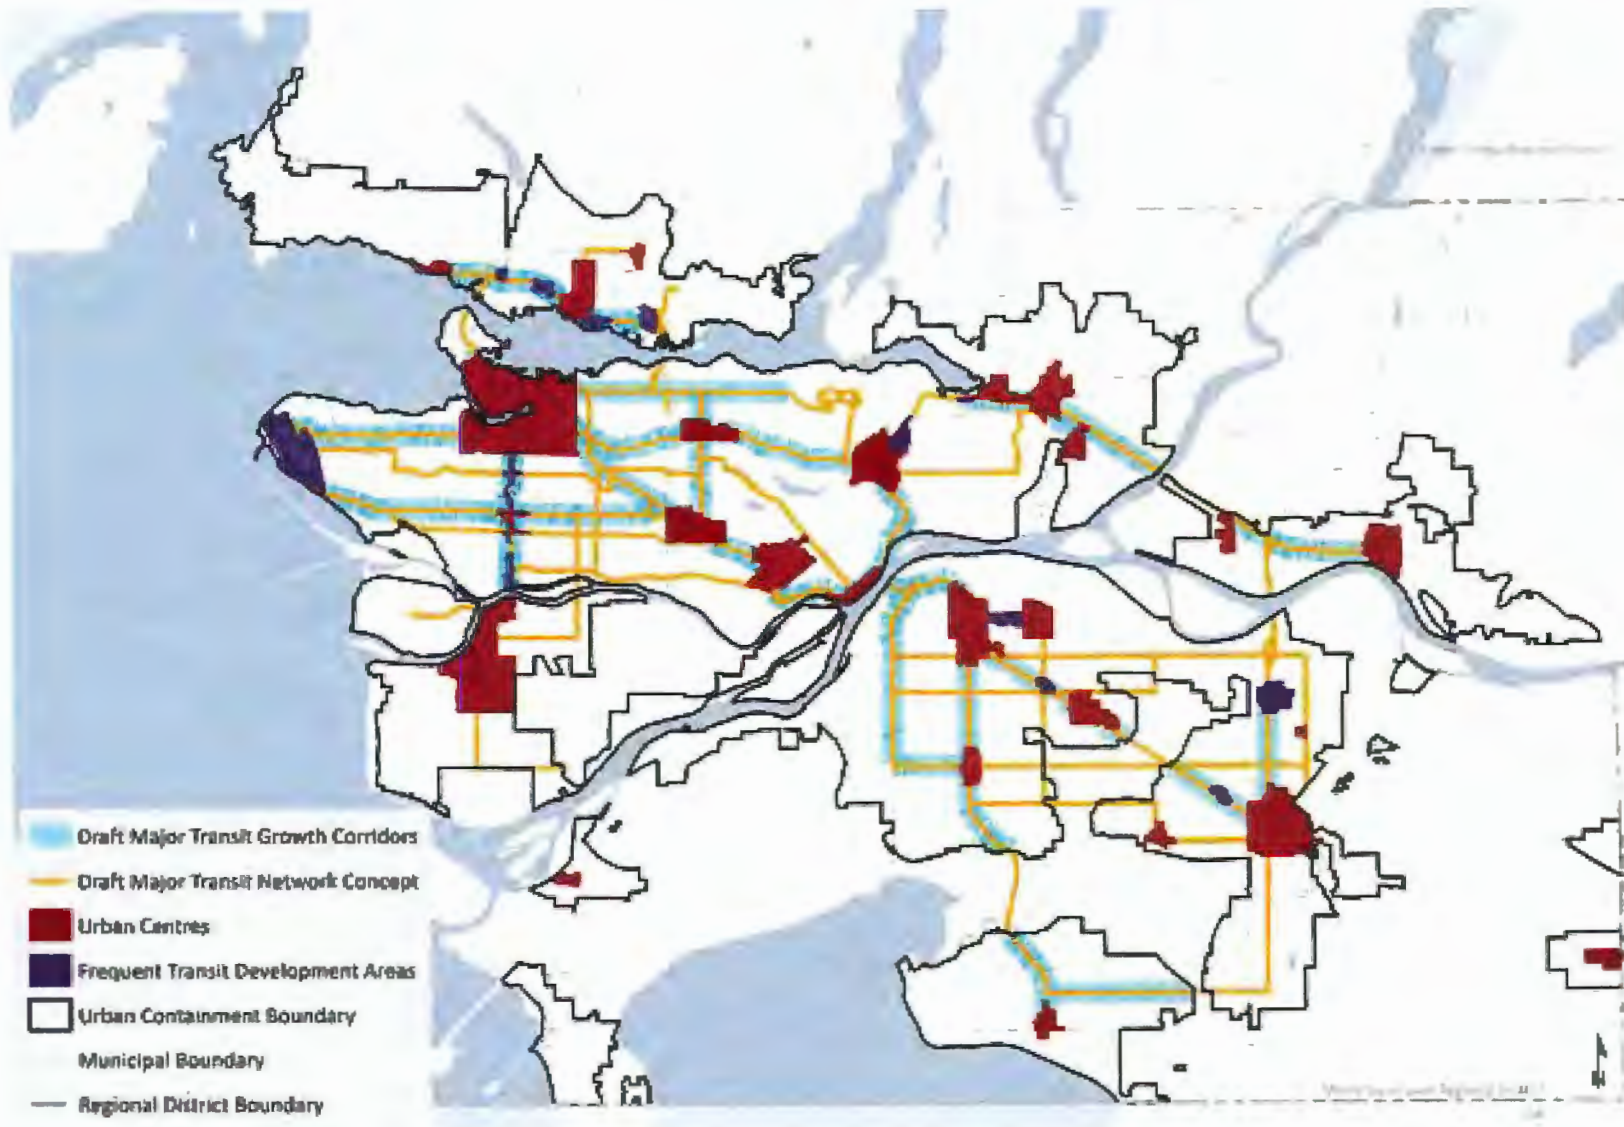 Draft Major Transit Growth Corridors
Draft Major Transit Network Concept
Urban Centres
Frequent Transit Development Areas
Urban Containment Boundary
Municipal Boundary
Regional District Boundary